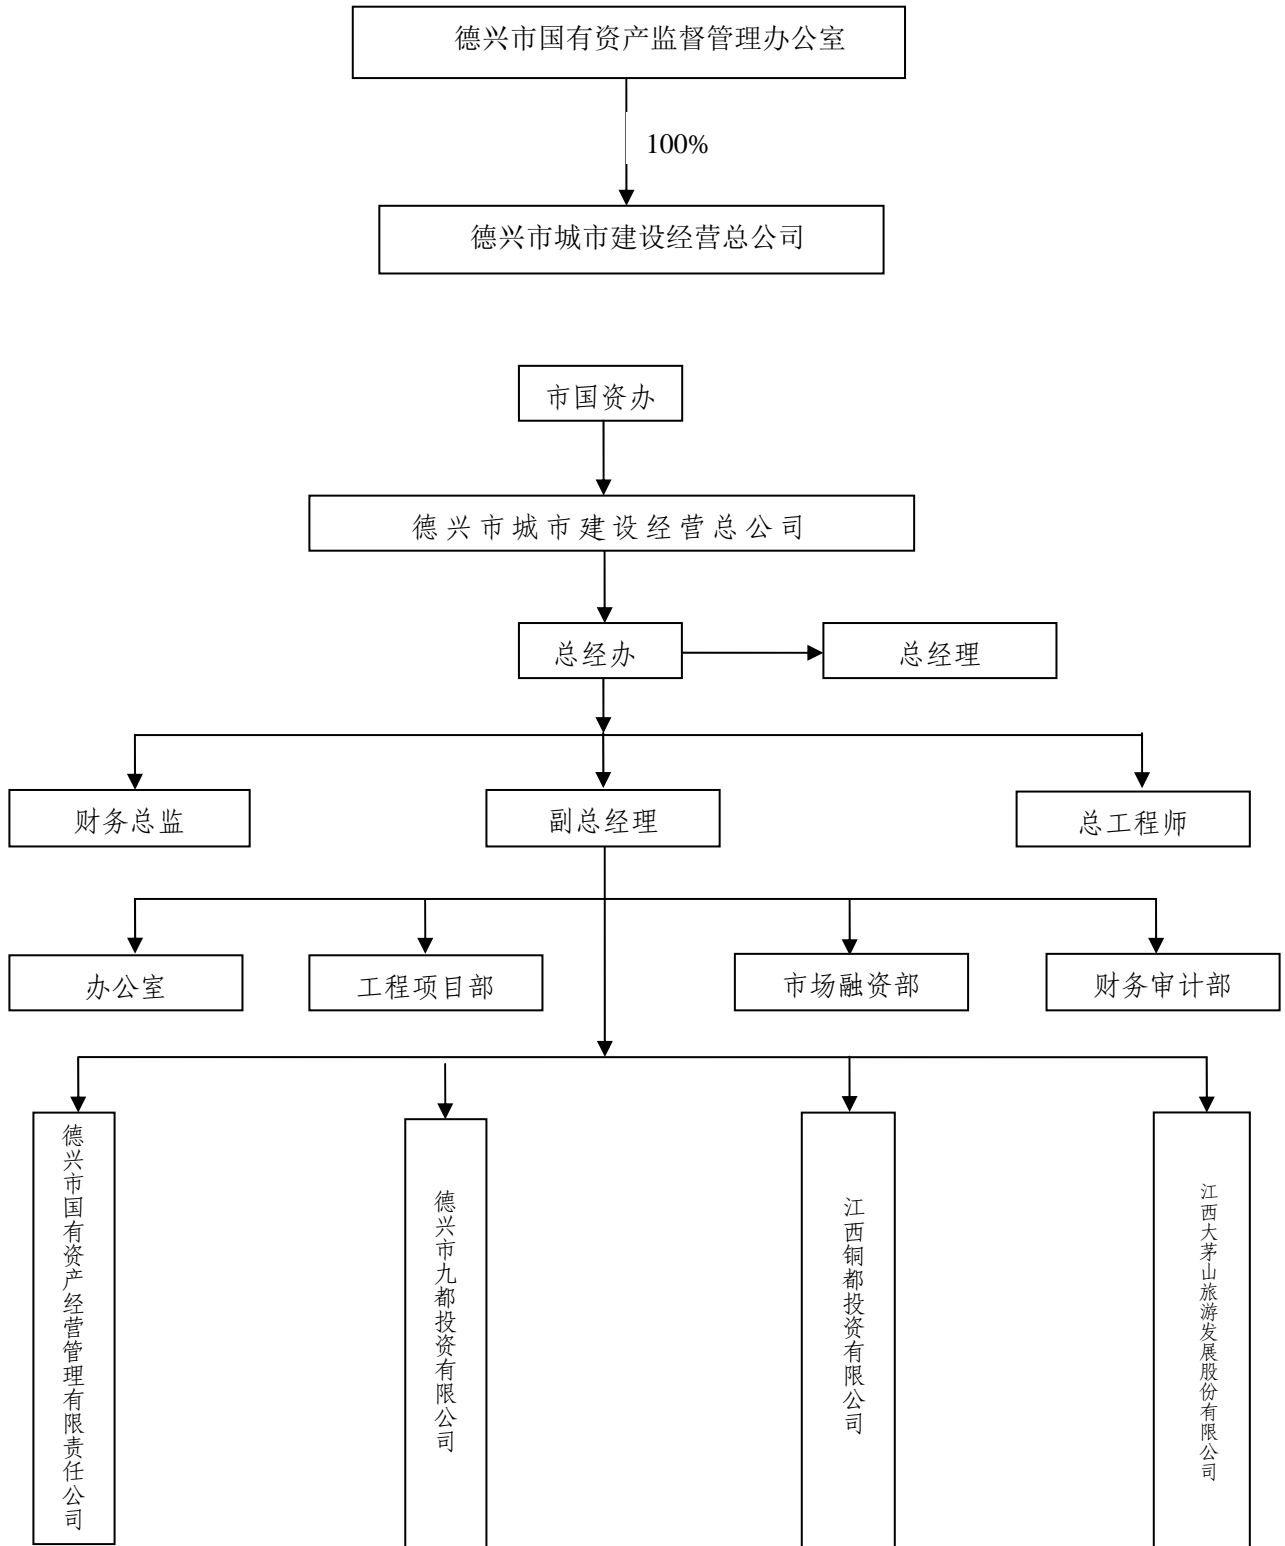 德兴市国有资产监督管理办公室
100%
德兴市城市建设经营总公司
市国资办
德兴市城市建设经营总公司
总经办
总经理
财务总监
副总经理
总工程师
办公室
工程项目部
市场融资部
财务审计部
德兴市国有资产经营管理有限责任公司
德兴市九都投资有限公司
江西铜都投资有限公司
江西大茅山旅游发展股份有限公司